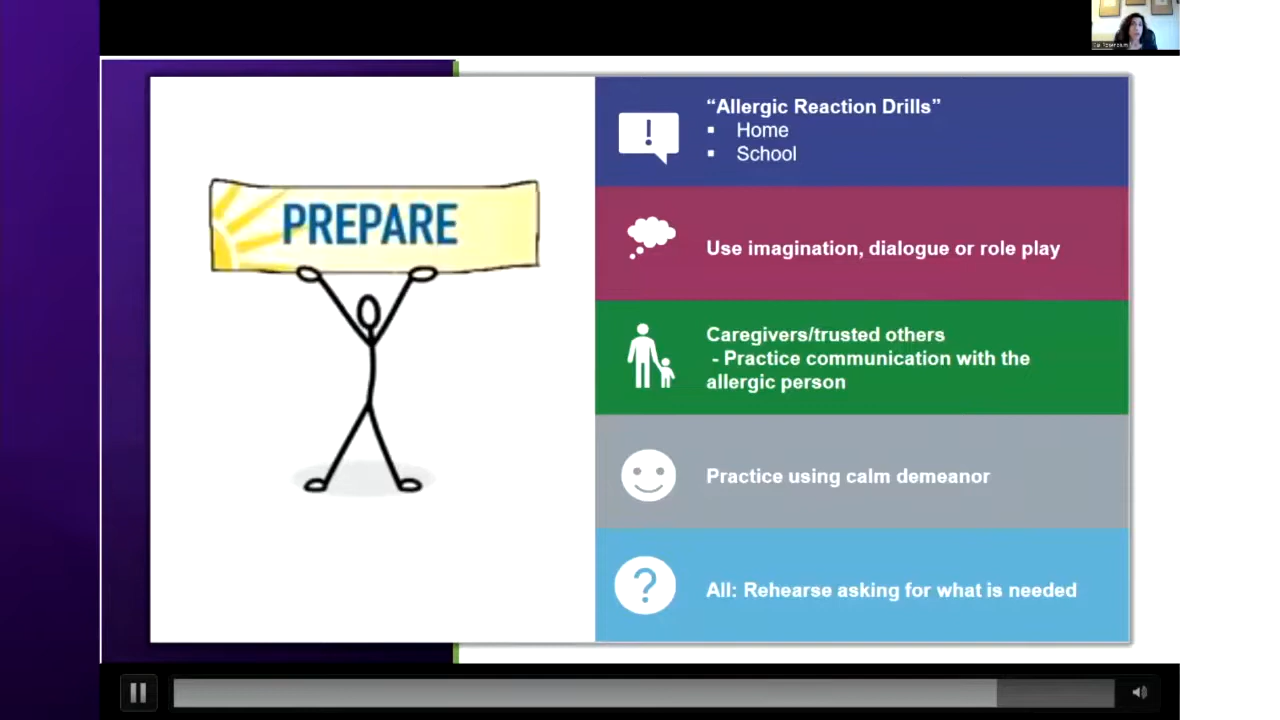 PREPARE
“Allergic Reaction Drills”
▪ Home
▪ School
Use imagination, dialogue or role play
Caregivers/trusted others
- Practice communication with the
allergic person
Practice using calm demeanor
All: Rehearse asking for what is needed